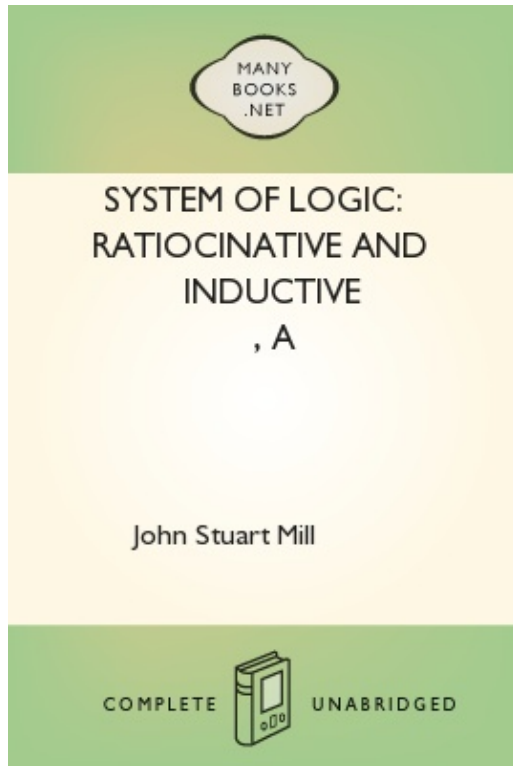 MANY
BOOKS
.NET
SYSTEM OF LOGIC:
RATIOCINATIVE AND
INDUCTIVE
, A
John Stuart Mill
COMPLETE UNABRIDGED